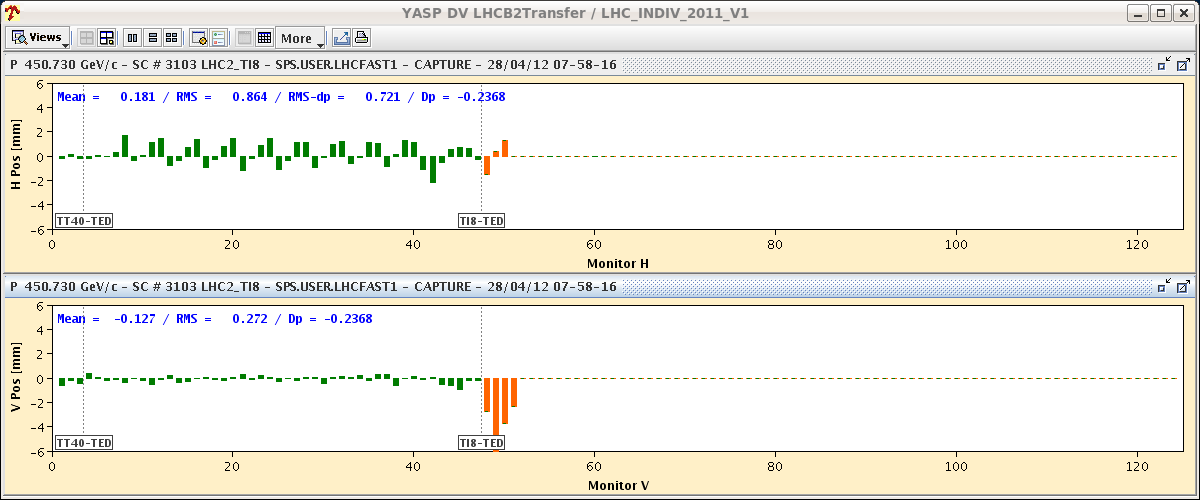 YASP DV LHCB2Transfer / LHC_INDIV_2011_V1
Views More
P 450.730 GeV/c - SC # 3103 LHC2_TI8 - SPS.USER.LHCFAST1 - CAPTURE - 28/04/12 07-58-16
Mean = 0.181 / RMS = 0.864 / RMS-dp = 0.721 / Dp = -0.2368
H Pos [mm]
6
4
2
0
-2
-4
-6
TT40-TED TI8-TED
0 20 40 60 80 100 120
Monitor H
P 450.730 GeV/c - SC # 3103 LHC2_TI8 - SPS.USER.LHCFAST1 - CAPTURE - 28/04/12 07-58-16
Mean = -0.127 / RMS = 0.272 / Dp = -0.2368
V Pos [mm]
6
4
2
0
-2
-4
-6
TT40-TED TI8-TED
0 20 40 60 80 100 120
Monitor V